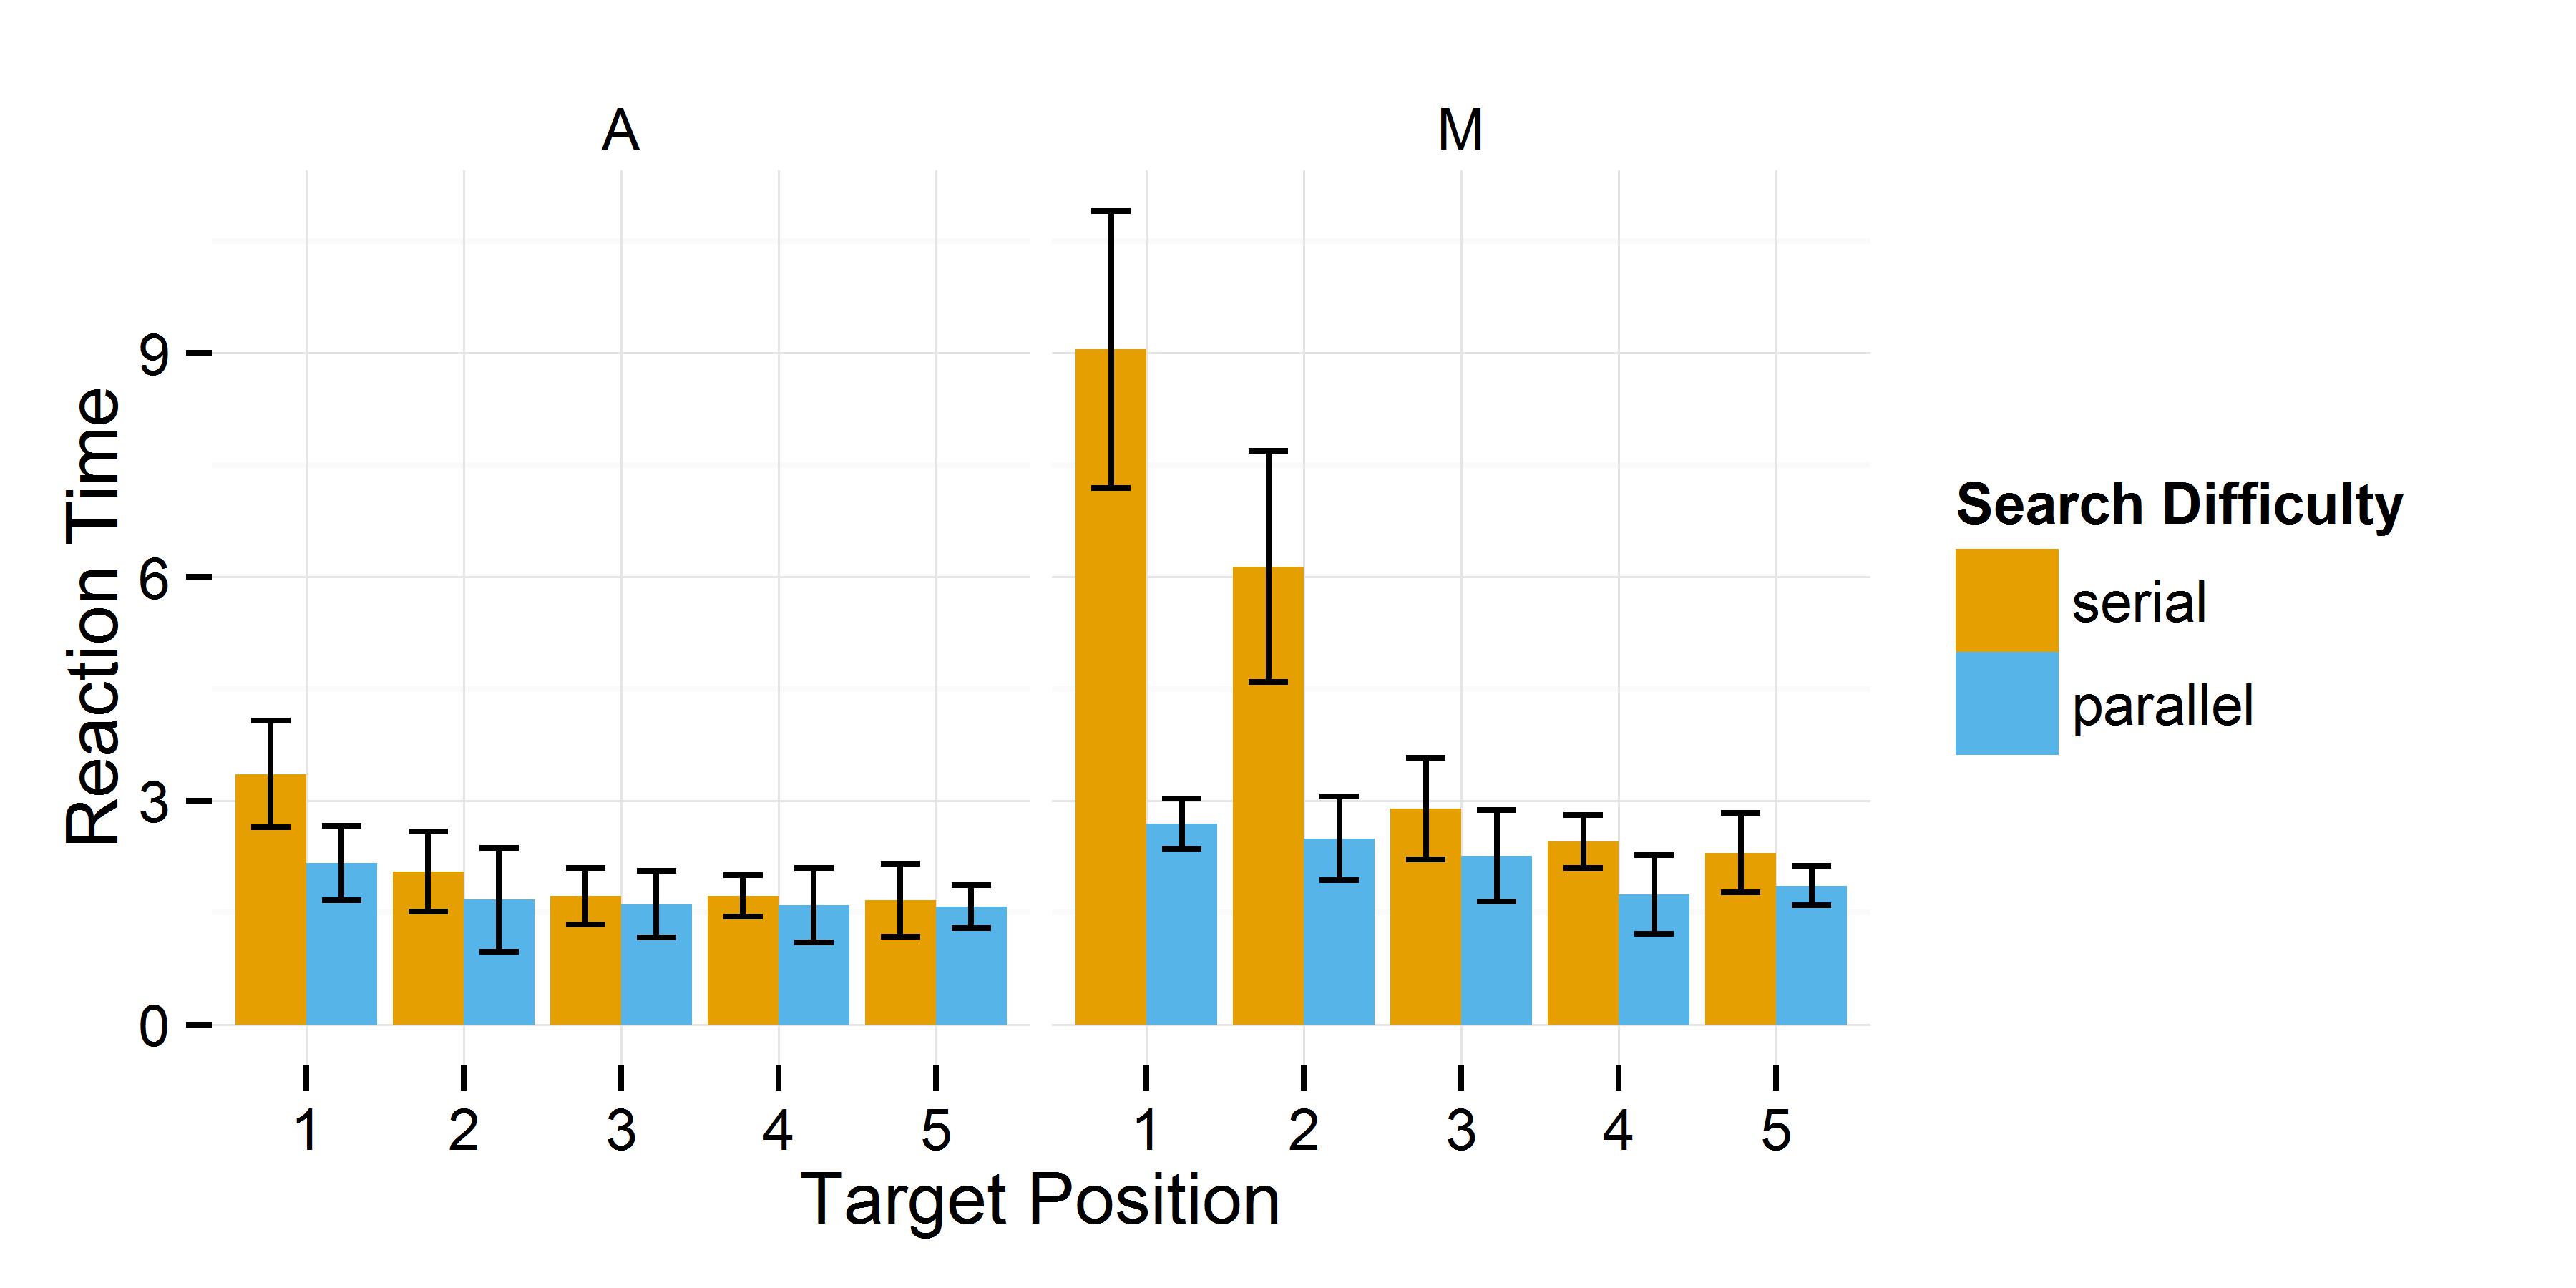 A
M
Reaction Time
9
6
3
0
1 2 3 4 5
1 2 3 4 5
Target Position
Search Difficulty
serial
parallel